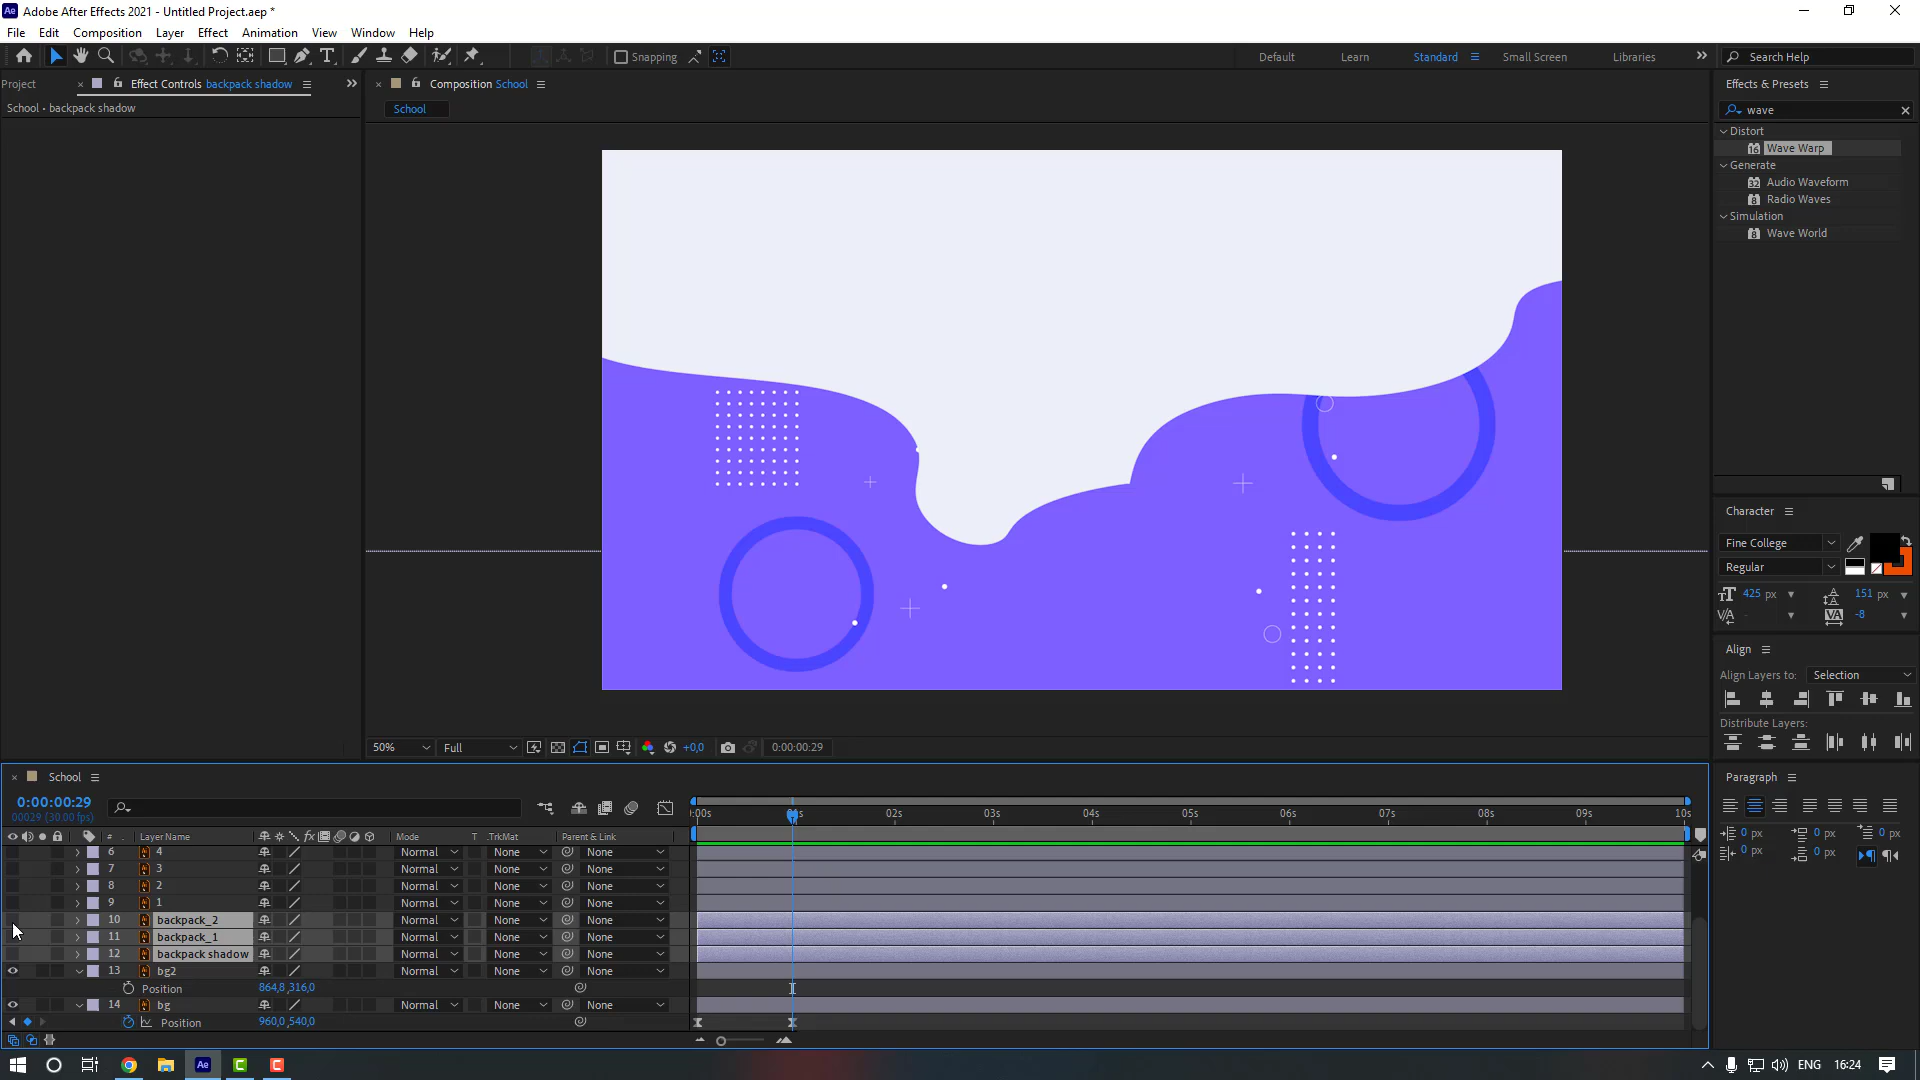 Adobe After Effects 2021 - Untitled Project.aep *
File Edit Composition Layer Effect Animation View Window Help
Snapping
Default Learn Standard Small Screen Libraries
Search Help
Project
Effect Controls backpack shadow
School • backpack shadow
Composition School
School
Effects & Presets
wave
Distort
Wave Warp
Generate
Audio Waveform
Radio Waves
Simulation
Wave World
Character
Fine College
Regular
425 px
151 px
-8
Align
Align Layers to: Selection
Distribute Layers:
Paragraph
0 px 0 px 0 px
0 px 0 px
50% Full +0,0 0:00:00:29
School
0:00:00:29
00029 (30.00 fps)
:00s 02s 03s 04s 05s 06s 07s 08s 09s 10s
# Layer Name Mode T .TrkMat Parent & Link
6 4 Normal None None
7 3 Normal None None
8 2 Normal None None
9 1 Normal None None
10 backpack_2 Normal None None
11 backpack_1 Normal None None
12 backpack shadow Normal None None
13 bg2 Normal None None
Position 864,8 ,316,0
14 bg Normal None None
Position 960,0 ,540,0
ENG 16:24